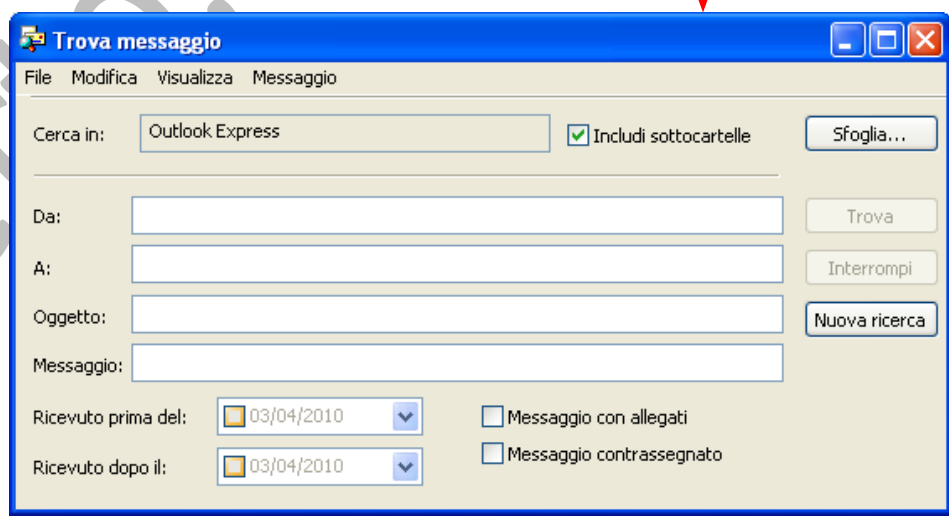 Trova messaggio
File Modifica Visualizza Messaggio
Cerca in: Outlook Express Includi sottocartelle Sfoglia...
Da: Trova
A: Interrompi
Oggetto: Nuova ricerca
Messaggio:
Ricevuto prima del: 03/04/2010 Messaggio con allegati
Ricevuto dopo il: 03/04/2010 Messaggio contrassegnato